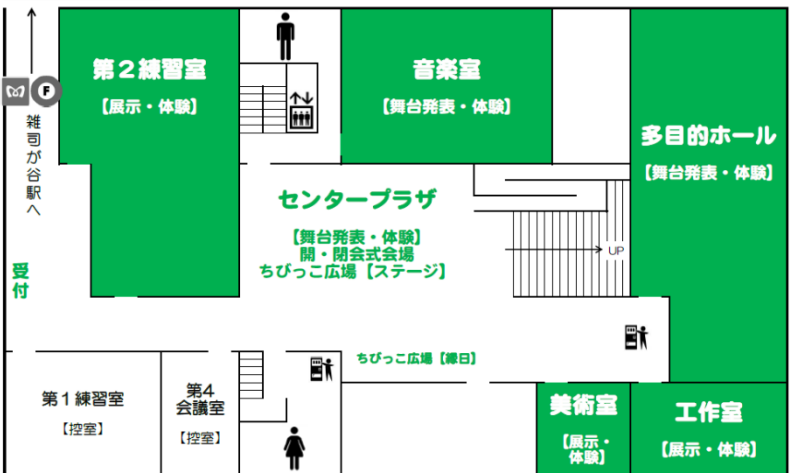 第２練習室
【展示・体験】
音楽室
【舞台発表・体験】
多目的ホール
【舞台発表・体験】
F
雑司が谷駅へ
センタープラザ
【舞台発表・体験】
開・閉会式会場
ちびっこ広場【ステージ】
UP
受付
ちびっこ広場【縁日】
第１練習室
【控室】
第4
会議室
【控室】
美術室
【展示・
体験】
工作室
【展示・体験】